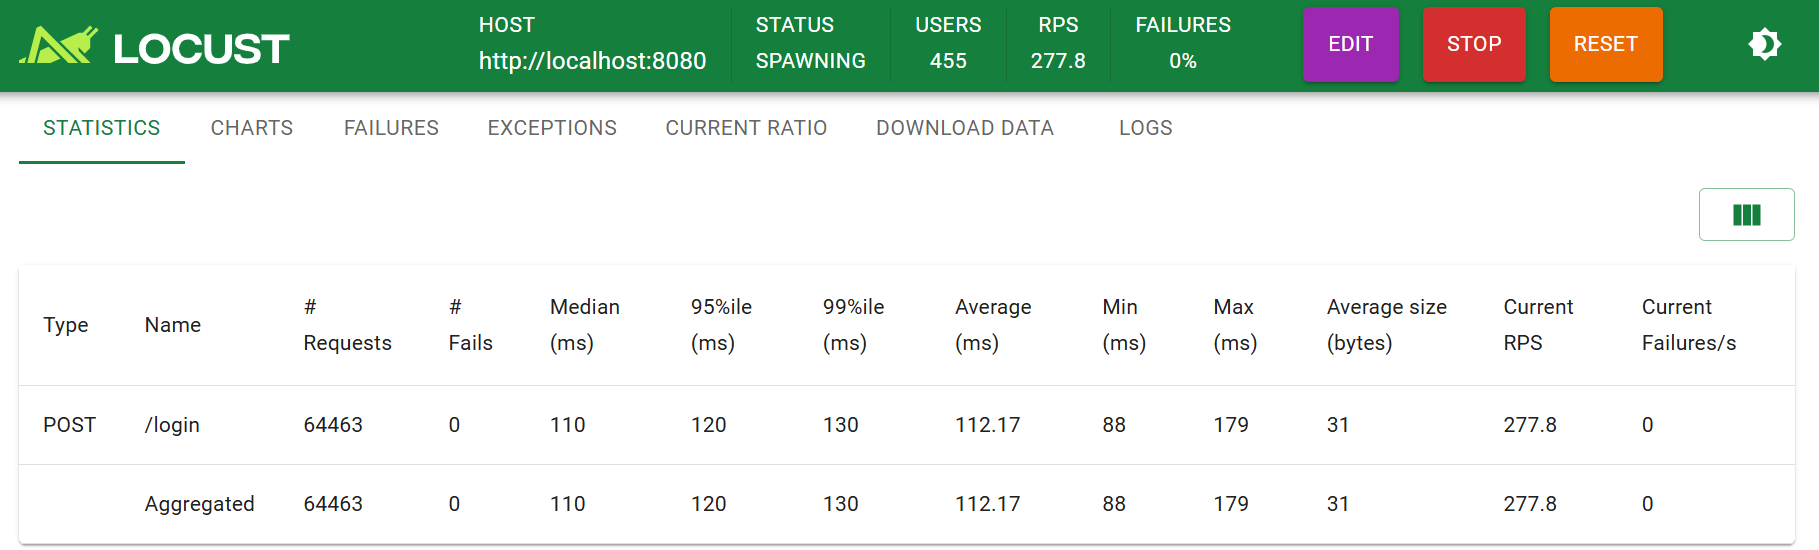 LOCUST
HOST
http://localhost:8080
STATUS
SPAWNING
USERS
455
RPS
277.8
FAILURES
0%
EDIT
STOP
RESET
STATISTICS CHARTS FAILURES EXCEPTIONS CURRENT RATIO DOWNLOAD DATA LOGS
Type Name # Requests # Fails Median (ms) 95%ile (ms) 99%ile (ms) Average (ms) Min (ms) Max (ms) Average size (bytes) Current RPS Current Failures/s
POST /login 64463 0 110 120 130 112.17 88 179 31 277.8 0
Aggregated 64463 0 110 120 130 112.17 88 179 31 277.8 0